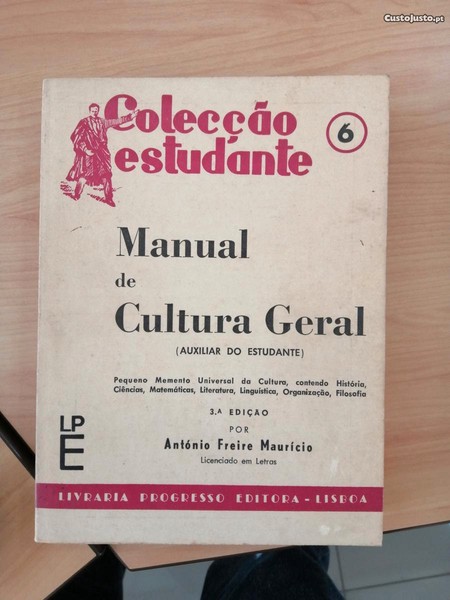 CustoJusto.pt
Colecção
estudante
6
Manual
de
Cultura Geral
(AUXILIAR DO ESTUDANTE)
Pequeno Memento Universal da Cultura, contendo História,
Ciências, Matemáticas, Literatura, Linguística, Organização, Filosofia
3.ª EDIÇÃO
POR
António Freire Maurício
Licenciado em Letras
LP
E
LIVRARIA PROGRESSO EDITORA - LISBOA